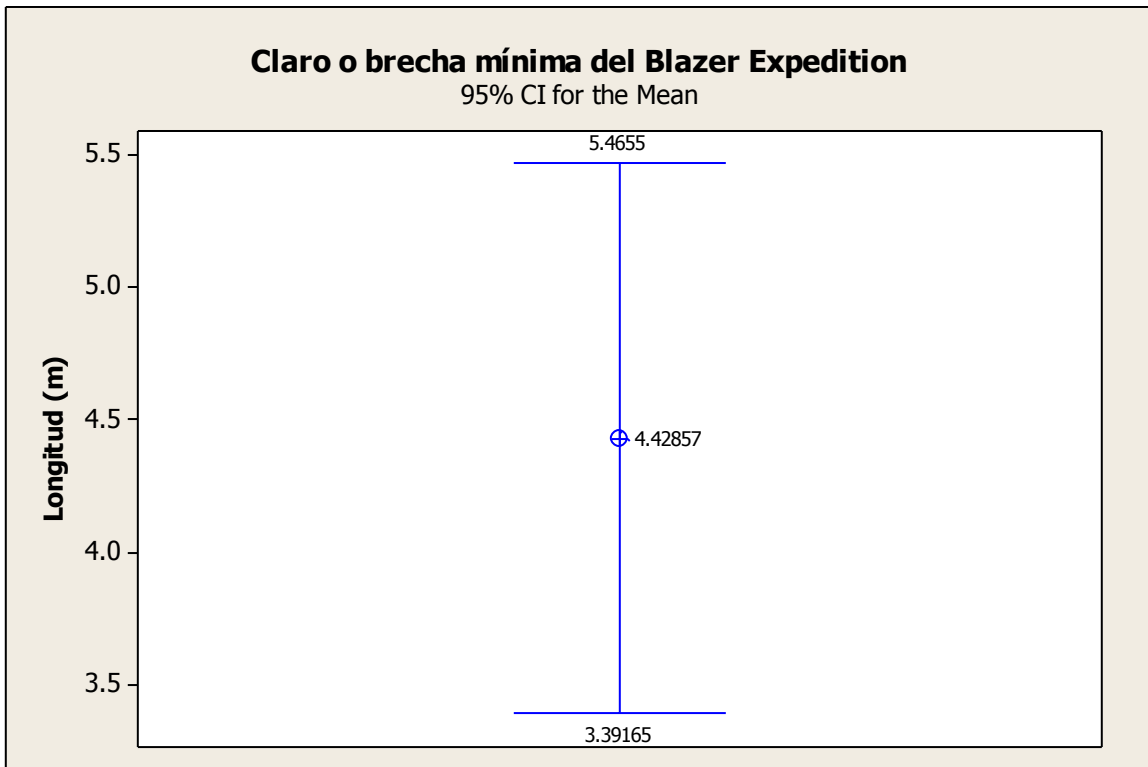 Claro o brecha mínima del Blazer Expedition
95% CI for the Mean
5.4655
5.5
5.0
4.5
4.42857
4.0
3.5
3.39165
Longitud (m)